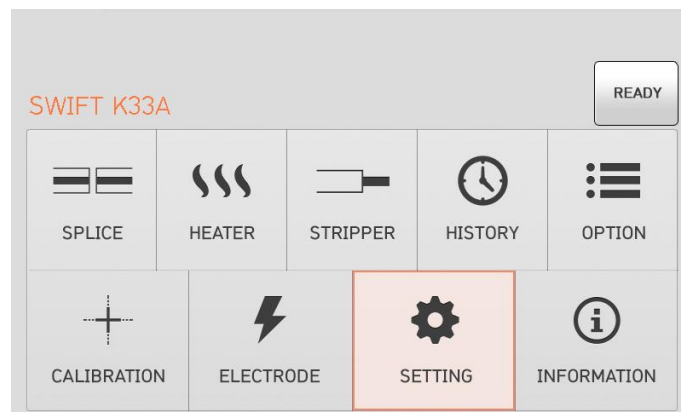 READY
SWIFT K33A
SPLICE HEATER STRIPPER HISTORY OPTION
CALIBRATION ELECTRODE SETTING INFORMATION